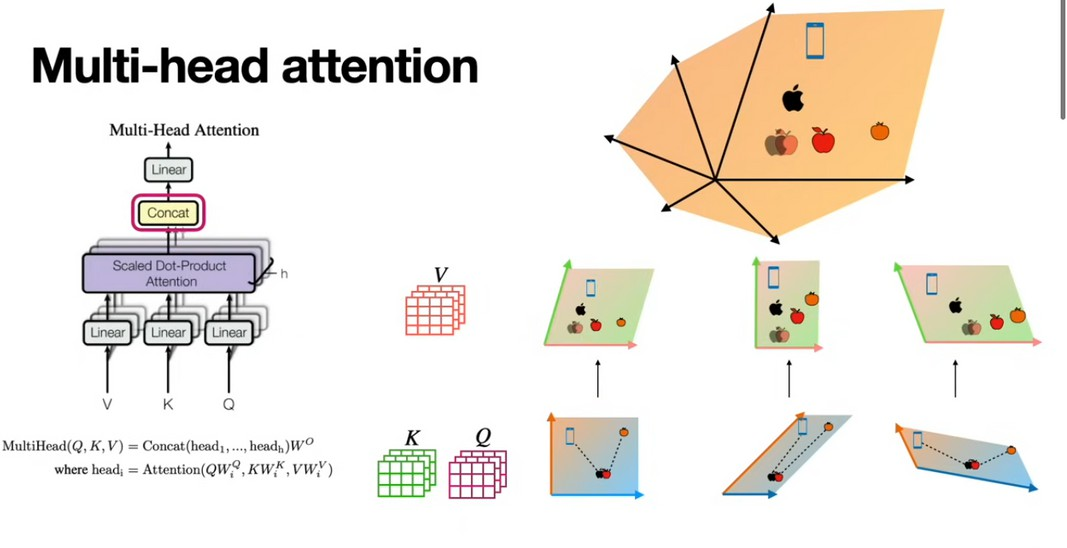 Multi-head attention
Multi-Head Attention
Linear
Concat
Scaled Dot-Product
Attention
h
Linear
Linear
Linear
V
K
Q
MultiHead(Q, K, V) = Concat(head₁, ..., headₕ)Wᴼ
where headᵢ = Attention(QWᵢ^Q, KWᵢ^K, VWᵢ^V)
V
K
Q